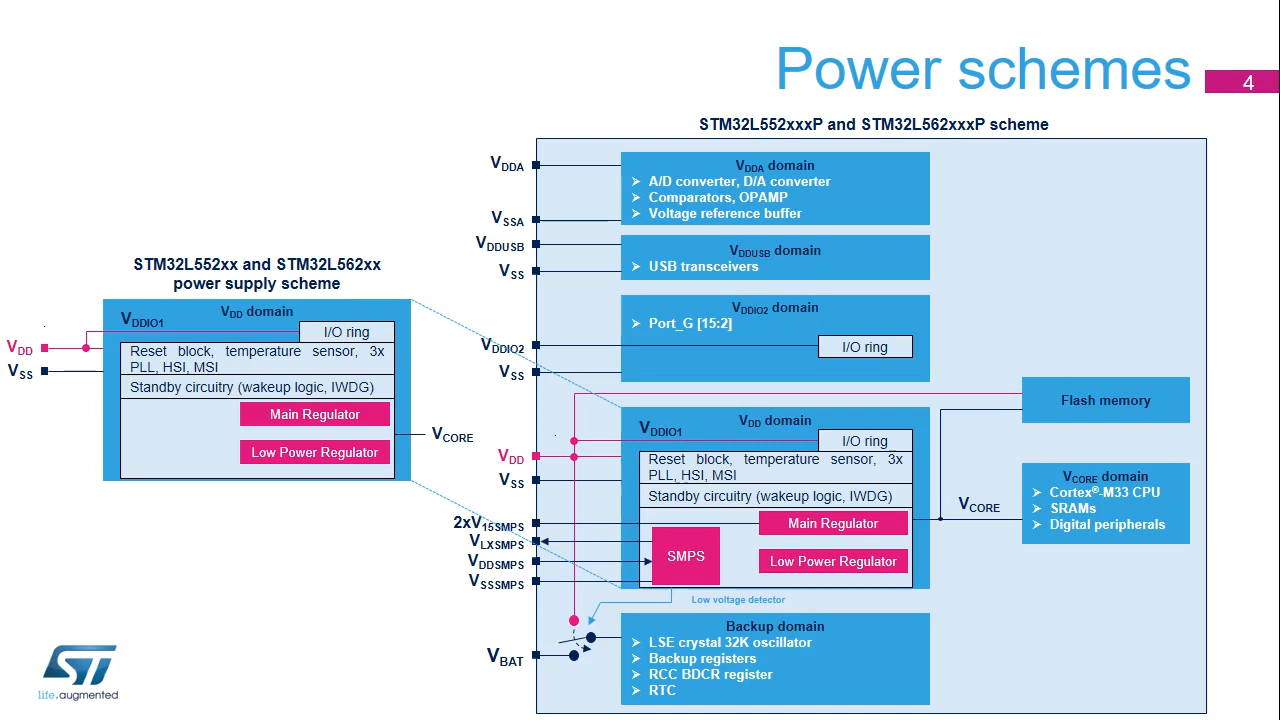 Power schemes
4
STM32L552xxxP and STM32L562xxxP scheme
VDDA
VSSA
VDDA domain
➢ A/D converter, D/A converter
➢ Comparators, OPAMP
➢ Voltage reference buffer
VDDUSB
VSS
VDDUSB domain
➢ USB transceivers
VDDIO2 domain
➢ Port_G [15:2]
VDDIO2
I/O ring
VSS
STM32L552xx and STM32L562xx
power supply scheme
VDDIO1
VDD domain
I/O ring
VDD
VSS
Reset block, temperature sensor, 3x
PLL, HSI, MSI
Standby circuitry (wakeup logic, IWDG)
Main Regulator
Low Power Regulator
VCORE
Flash memory
VDDIO1
VDD domain
I/O ring
VDD
VSS
Reset block, temperature sensor, 3x
PLL, HSI, MSI
Standby circuitry (wakeup logic, IWDG)
2xV15SMPS
VLXSMPS
VDDSMPS
VSSSMPS
SMPS
Main Regulator
Low Power Regulator
VCORE
VCORE domain
➢ Cortex®-M33 CPU
➢ SRAMs
➢ Digital peripherals
Low voltage detector
VBAT
Backup domain
➢ LSE crystal 32K oscillator
➢ Backup registers
➢ RCC BDCR register
➢ RTC
ST
life.augmented